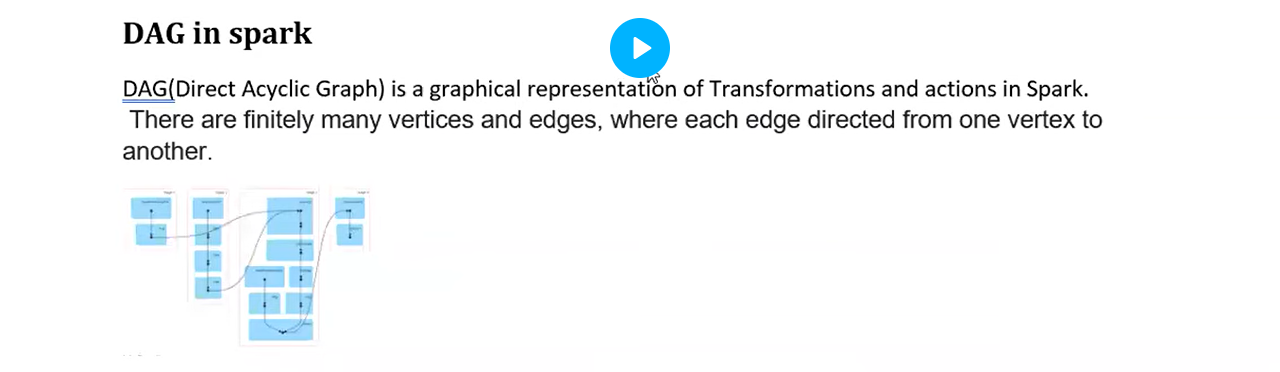 DAG in spark
DAG(Direct Acyclic Graph) is a graphical representation of Transformations and actions in Spark.
There are finitely many vertices and edges, where each edge directed from one vertex to
another.